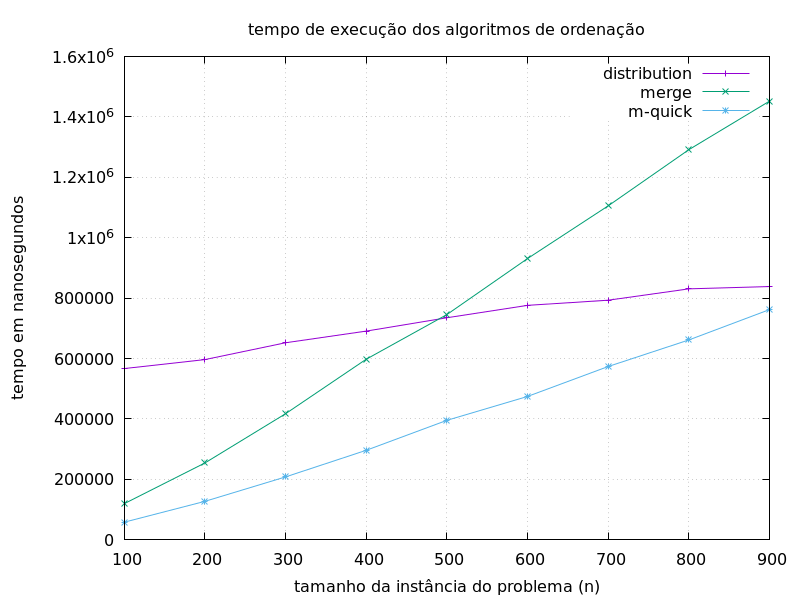 tempo de execução dos algoritmos de ordenação
distribution
merge
m-quick
1.6x10⁶
1.4x10⁶
1.2x10⁶
1x10⁶
800000
600000
400000
200000
0
tempo em nanosegundos
100 200 300 400 500 600 700 800 900
tamanho da instância do problema (n)